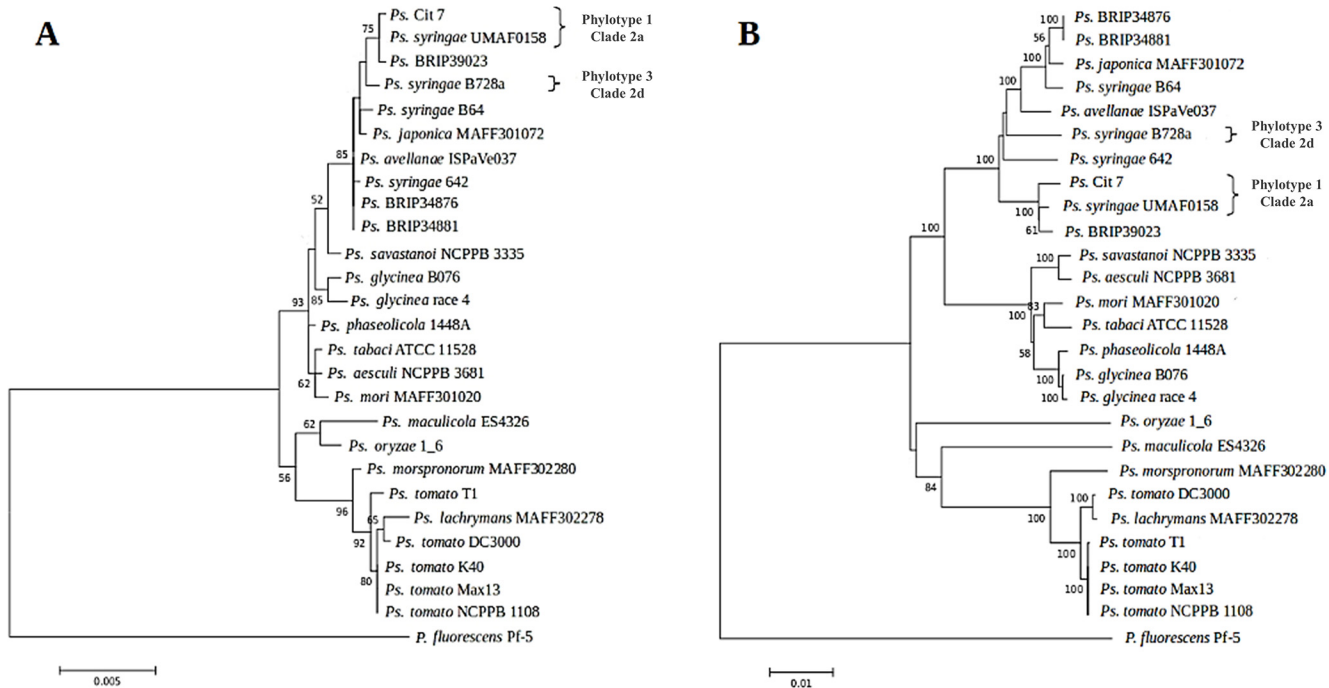 A
Ps. Cit 7
Ps. syringae UMAF0158
Phylotype 1
Clade 2a
Ps. BRIP39023
Ps. syringae B728a
Phylotype 3
Clade 2d
Ps. syringae B64
Ps. japonica MAFF301072
Ps. avellanae ISPaVe037
Ps. syringae 642
Ps. BRIP34876
Ps. BRIP34881
Ps. savastanoi NCPPB 3335
Ps. glycinea B076
Ps. glycinea race 4
Ps. phaseolicola 1448A
Ps. tabaci ATCC 11528
Ps. aesculi NCPPB 3681
Ps. mori MAFF301020
Ps. maculicola ES4326
Ps. oryzae 1_6
Ps. morspronorum MAFF302280
Ps. tomato T1
Ps. lachrymans MAFF302278
Ps. tomato DC3000
Ps. tomato K40
Ps. tomato Max13
Ps. tomato NCPPB 1108
P. fluorescens Pf-5
75
85
52
93
85
62
62
56
96
65
92
80
0.005
B
Ps. BRIP34876
Ps. BRIP34881
Ps. japonica MAFF301072
Ps. syringae B64
Ps. avellanae ISPaVe037
Ps. syringae B728a
Phylotype 3
Clade 2d
Ps. syringae 642
Ps. Cit 7
Ps. syringae UMAF0158
Phylotype 1
Clade 2a
Ps. BRIP39023
Ps. savastanoi NCPPB 3335
Ps. aesculi NCPPB 3681
Ps. mori MAFF301020
Ps. tabaci ATCC 11528
Ps. phaseolicola 1448A
Ps. glycinea B076
Ps. glycinea race 4
Ps. oryzae 1_6
Ps. maculicola ES4326
Ps. morspronorum MAFF302280
Ps. tomato DC3000
Ps. lachrymans MAFF302278
Ps. tomato T1
Ps. tomato K40
Ps. tomato Max13
Ps. tomato NCPPB 1108
P. fluorescens Pf-5
100
56
100
100
100
100
61
100
100
83
100
58
100
100
84
100
100
100
100
0.01